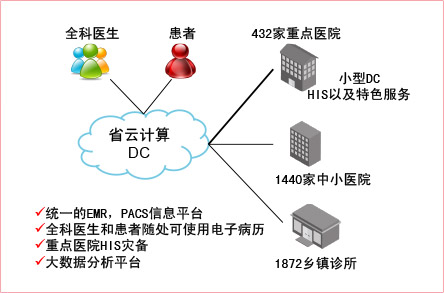 全科医生
患者
432家重点医院
小型DC
HIS以及特色服务
省云计算
DC
1440家中小医院
统一的EMR，PACS信息平台
全科医生和患者随处可使用电子病历
重点医院HIS灾备
大数据分析平台
1872乡镇诊所